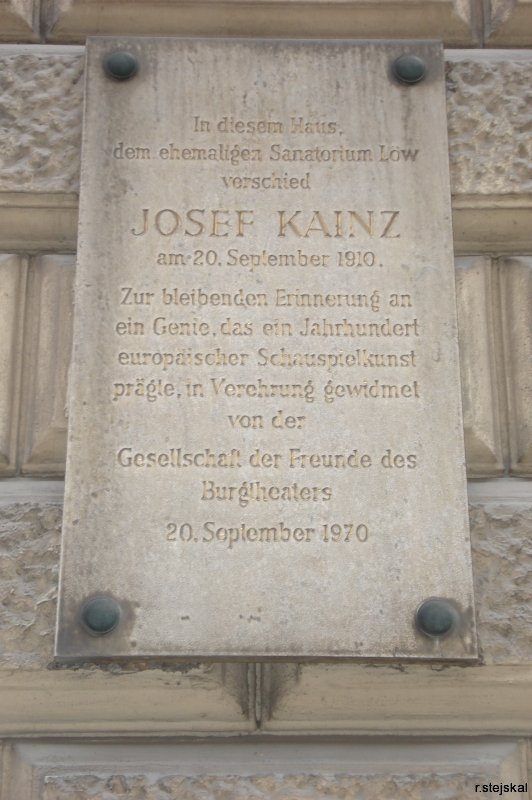 In diesem Haus,
dem ehemaligen Sanatorium Löw
verschied
JOSEF KAINZ
am 20. September 1910.
Zur bleibenden Erinnerung an
ein Genie, das ein Jahrhundert
europäischer Schauspielkunst
prägte, in Verehrung gewidmet
von der
Gesellschaft der Freunde des
Burgtheaters
20. September 1970
r.stejskal